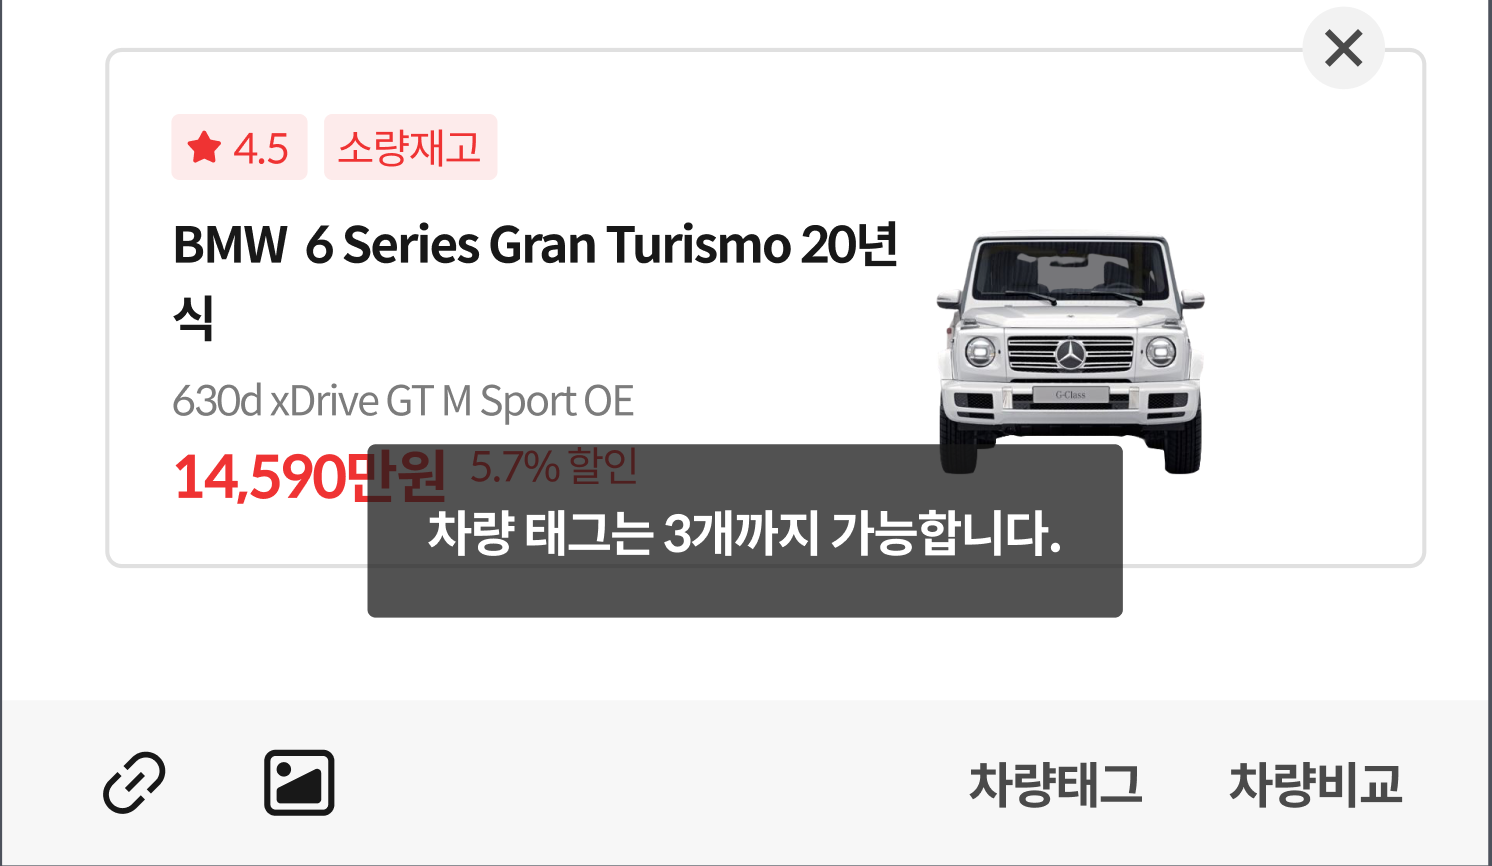 4.5 소량재고
BMW 6 Series Gran Turismo 20년
식
630d xDrive GT M Sport OE
14,590만원 5.7% 할인
G-Class
차량 태그는 3개까지 가능합니다.
차량태그 차량비교